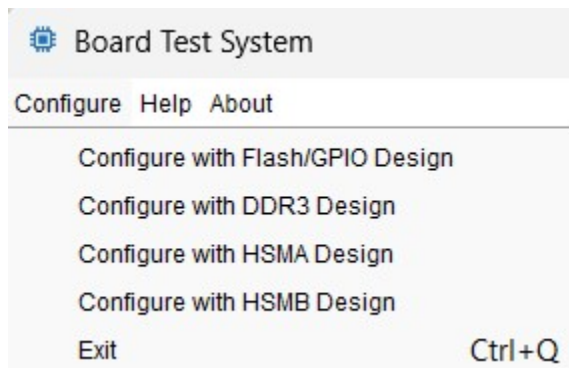 Board Test System
Configure Help About
Configure with Flash/GPIO Design
Configure with DDR3 Design
Configure with HSMA Design
Configure with HSMB Design
Exit Ctrl+Q